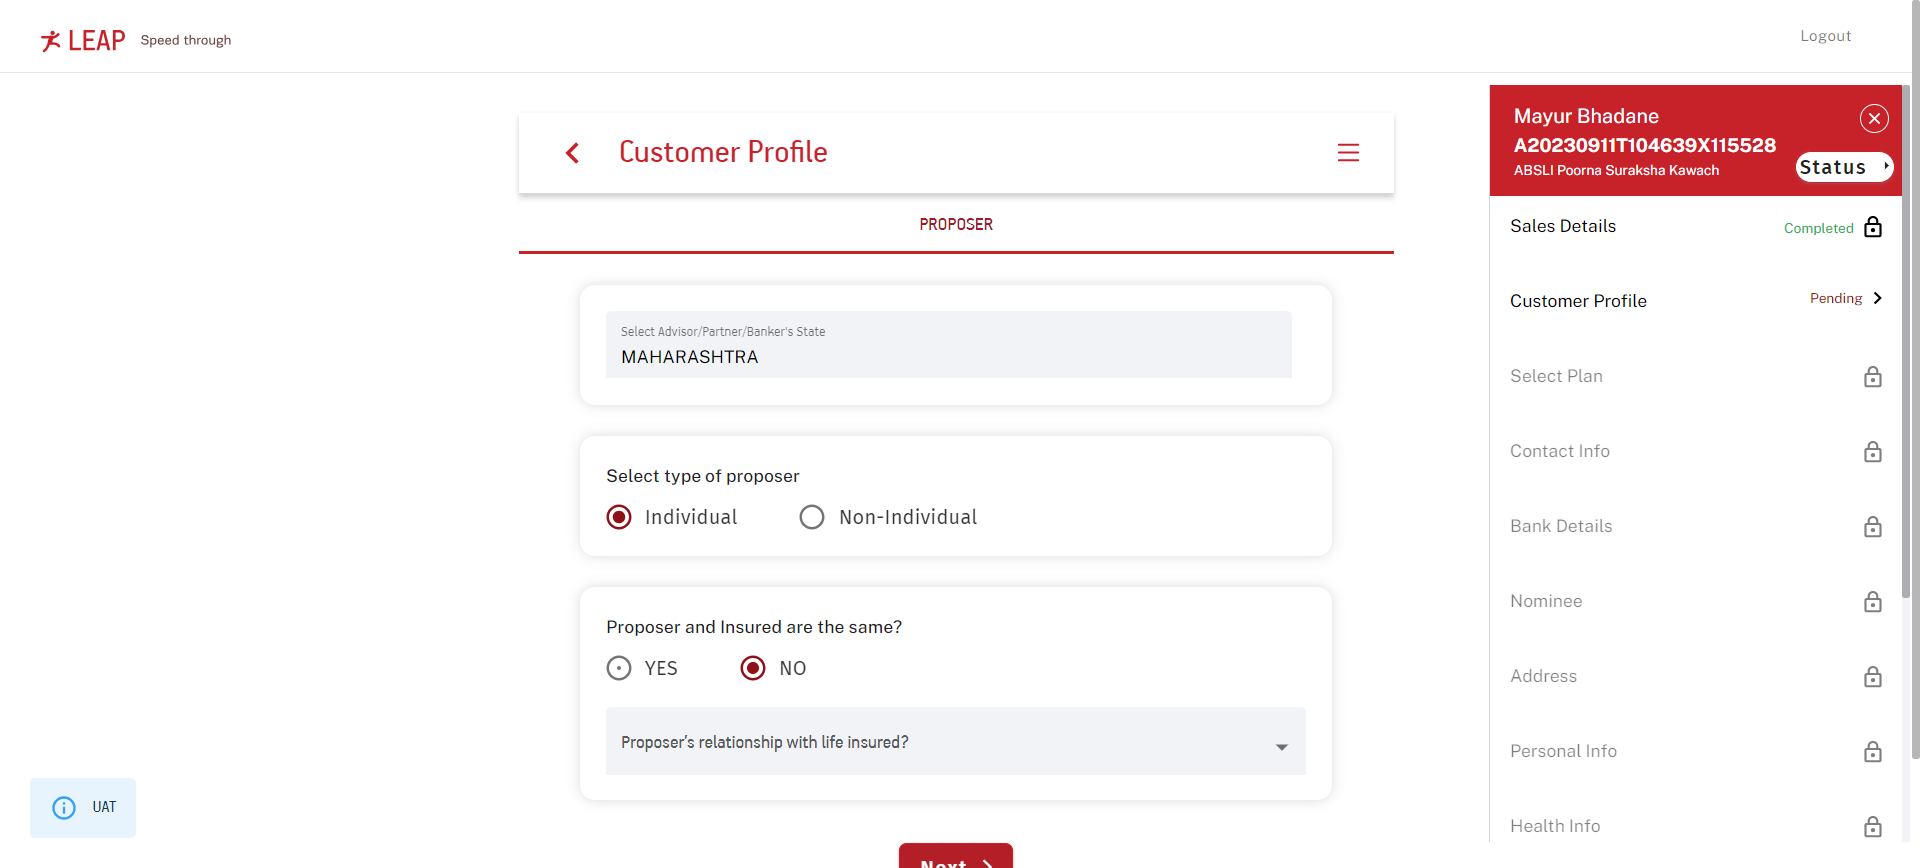 LEAP Speed through
Logout
Customer Profile
PROPOSER
Select Advisor/Partner/Banker's State
MAHARASHTRA
Select type of proposer
Individual
Non-Individual
Proposer and Insured are the same?
YES
NO
Proposer's relationship with life insured?
Next
UAT
Mayur Bhadane
A20230911T104639X115528
ABSLI Poorna Suraksha Kawach
Status
Sales Details
Completed
Customer Profile
Pending
Select Plan
Contact Info
Bank Details
Nominee
Address
Personal Info
Health Info